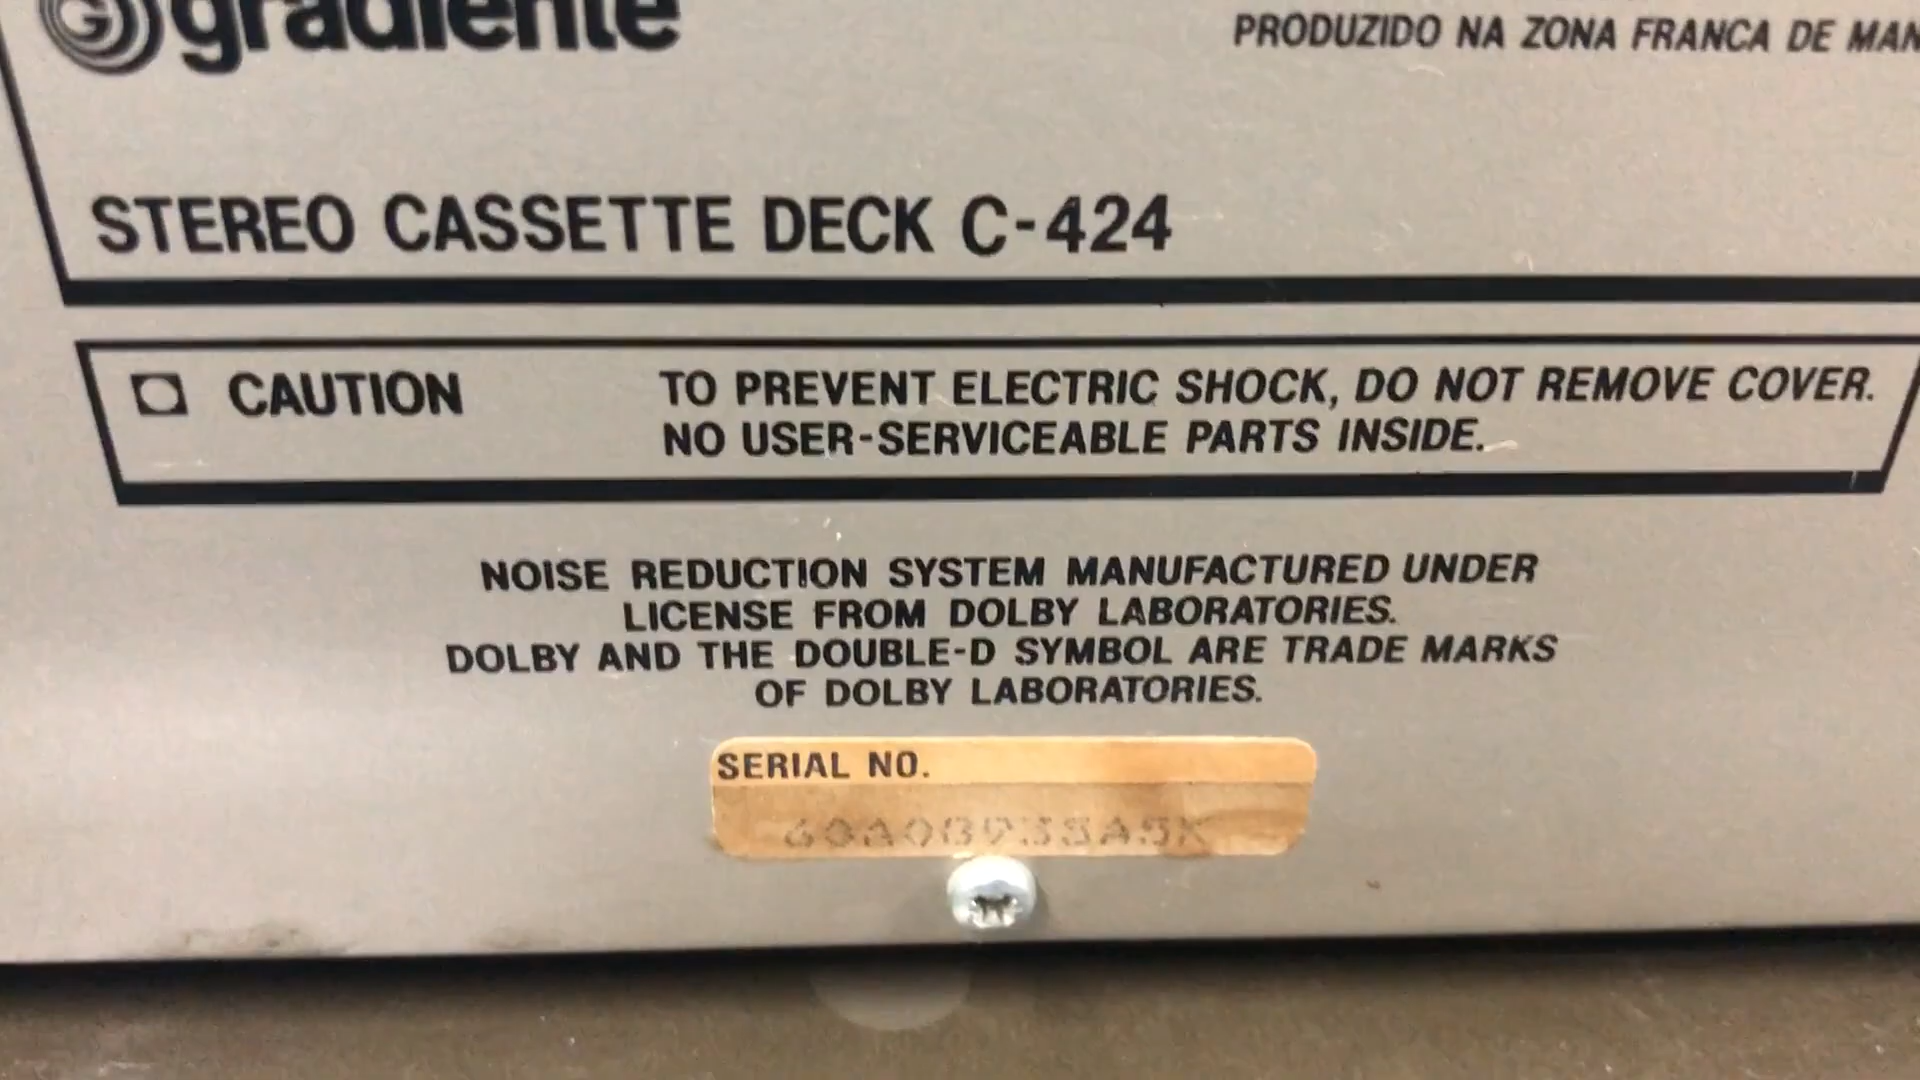 gradiente
PRODUZIDO NA ZONA FRANCA DE MAN
STEREO CASSETTE DECK C-424
CAUTION TO PREVENT ELECTRIC SHOCK, DO NOT REMOVE COVER.
NO USER-SERVICEABLE PARTS INSIDE.
NOISE REDUCTION SYSTEM MANUFACTURED UNDER
LICENSE FROM DOLBY LABORATORIES.
DOLBY AND THE DOUBLE-D SYMBOL ARE TRADE MARKS
OF DOLBY LABORATORIES.
SERIAL NO.